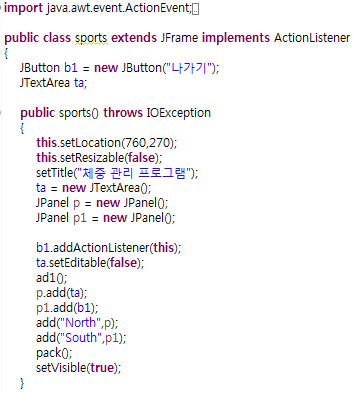 import java.awt.event.ActionEvent;
public class sports extends JFrame implements ActionListener
{
JButton b1 = new JButton("나가기");
JTextArea ta;
public sports() throws IOException
{
this.setLocation(760,270);
this.setResizable(false);
setTitle("체중 관리 프로그램");
ta = new JTextArea();
JPanel p = new JPanel();
JPanel p1 = new JPanel();
b1.addActionListener(this);
ta.setEditable(false);
ad1();
p.add(ta);
p1.add(b1);
add("North",p);
add("South",p1);
pack();
setVisible(true);
}